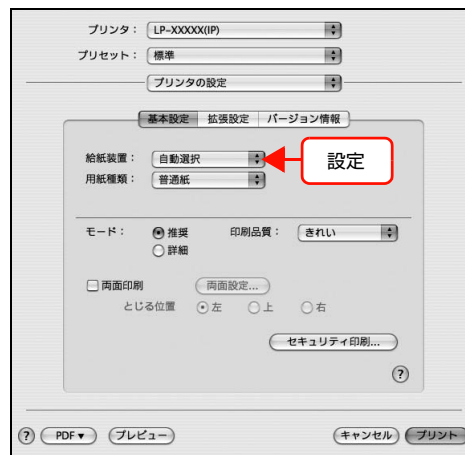 プリンタ： LP-XXXXX(IP)
プリセット： 標準
プリンタの設定
基本設定 拡張設定 バージョン情報
給紙装置： 自動選択 設定
用紙種類： 普通紙
モード： 推奨 印刷品質： きれい
詳細
両面印刷 両面設定...
とじる位置 左 上 右
セキュリティ印刷...
?
? PDF▼ プレビュー キャンセル プリント